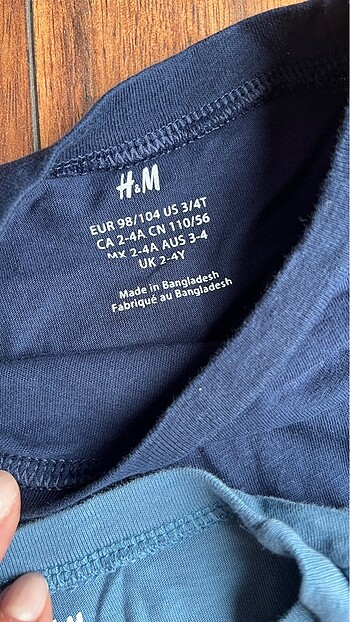 H&M
EUR 98/104 US 3/4T
CA 2-4A CN 110/56
MX 2-4A AUS 3-4
UK 2-4Y
Made in Bangladesh
Fabriqué au Bangladesh
&M